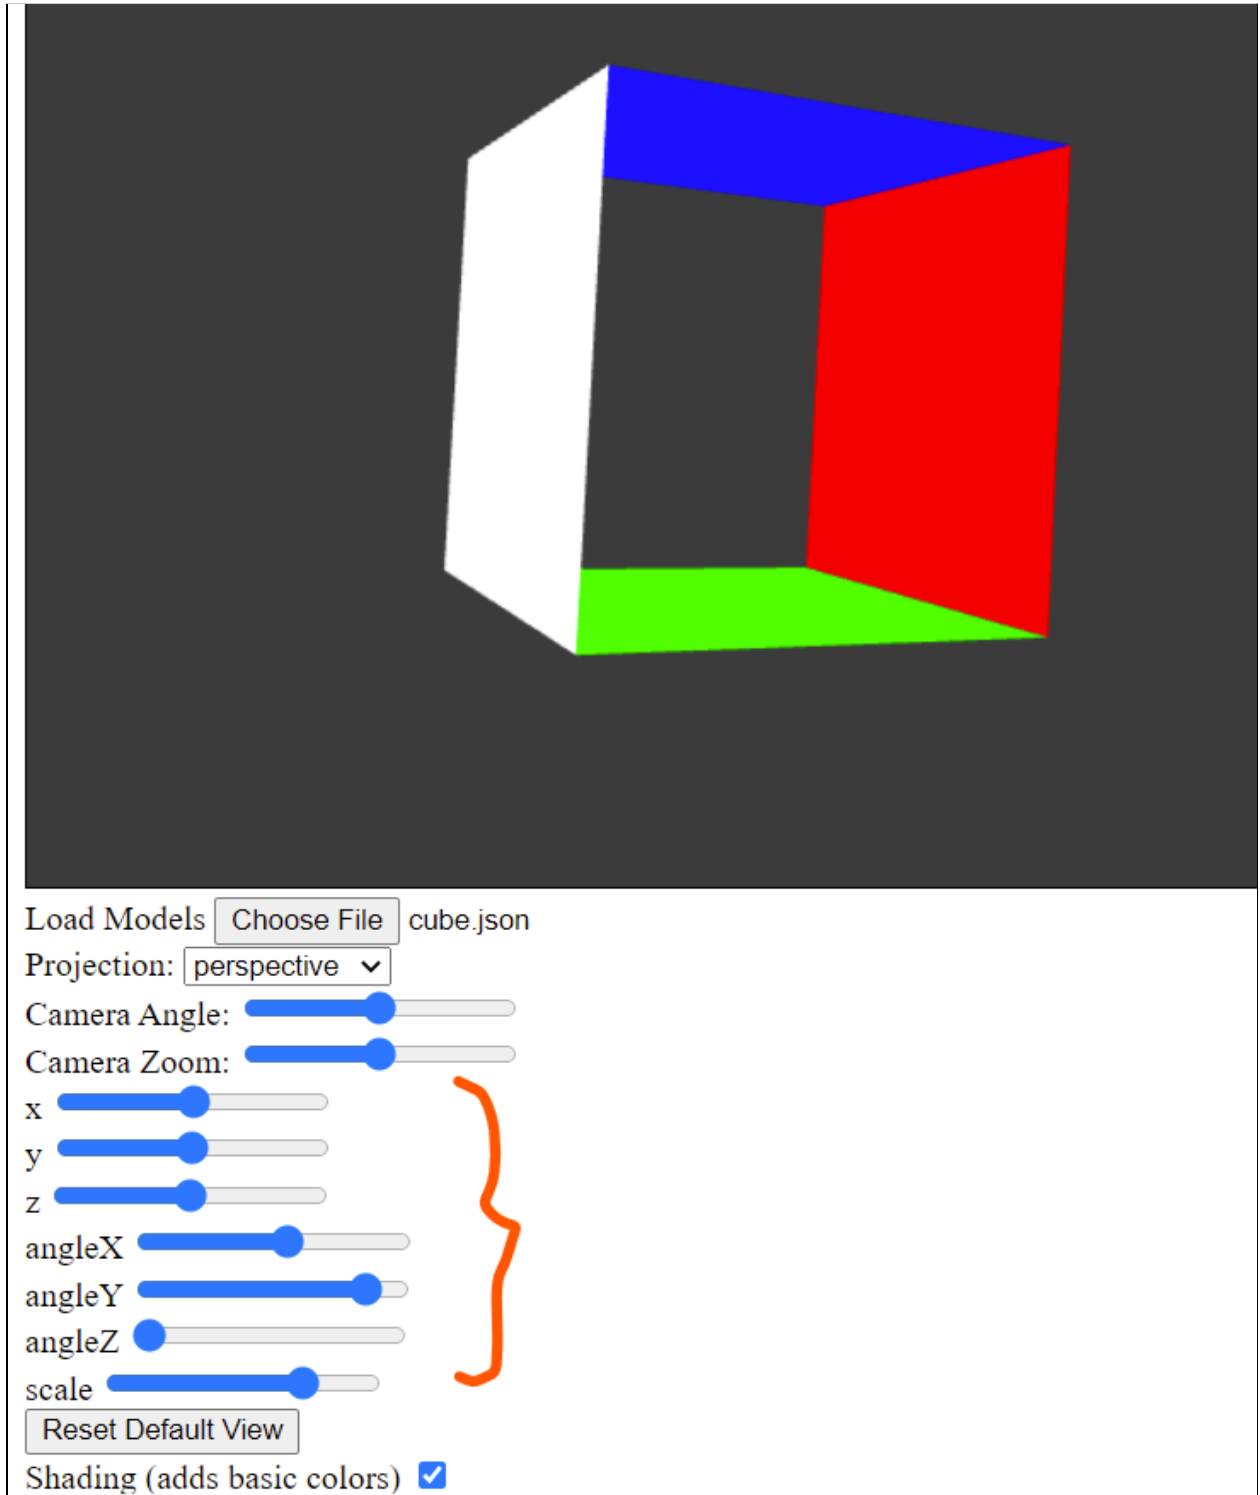 Load Models Choose File cube.json
Projection: perspective
Camera Angle:
Camera Zoom:
x
y
z
angleX
angleY
angleZ
scale
Reset Default View
Shading (adds basic colors)